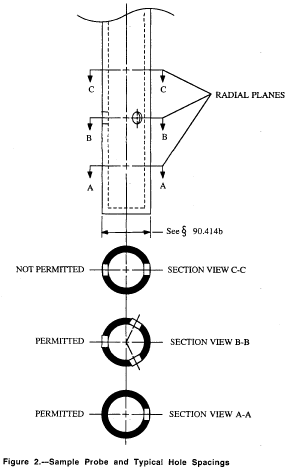 C C
RADIAL PLANES
B B
A A
See § 90.414b
NOT PERMITTED SECTION VIEW C-C
PERMITTED SECTION VIEW B-B
PERMITTED SECTION VIEW A-A
Figure 2.—Sample Probe and Typical Hole Spacings